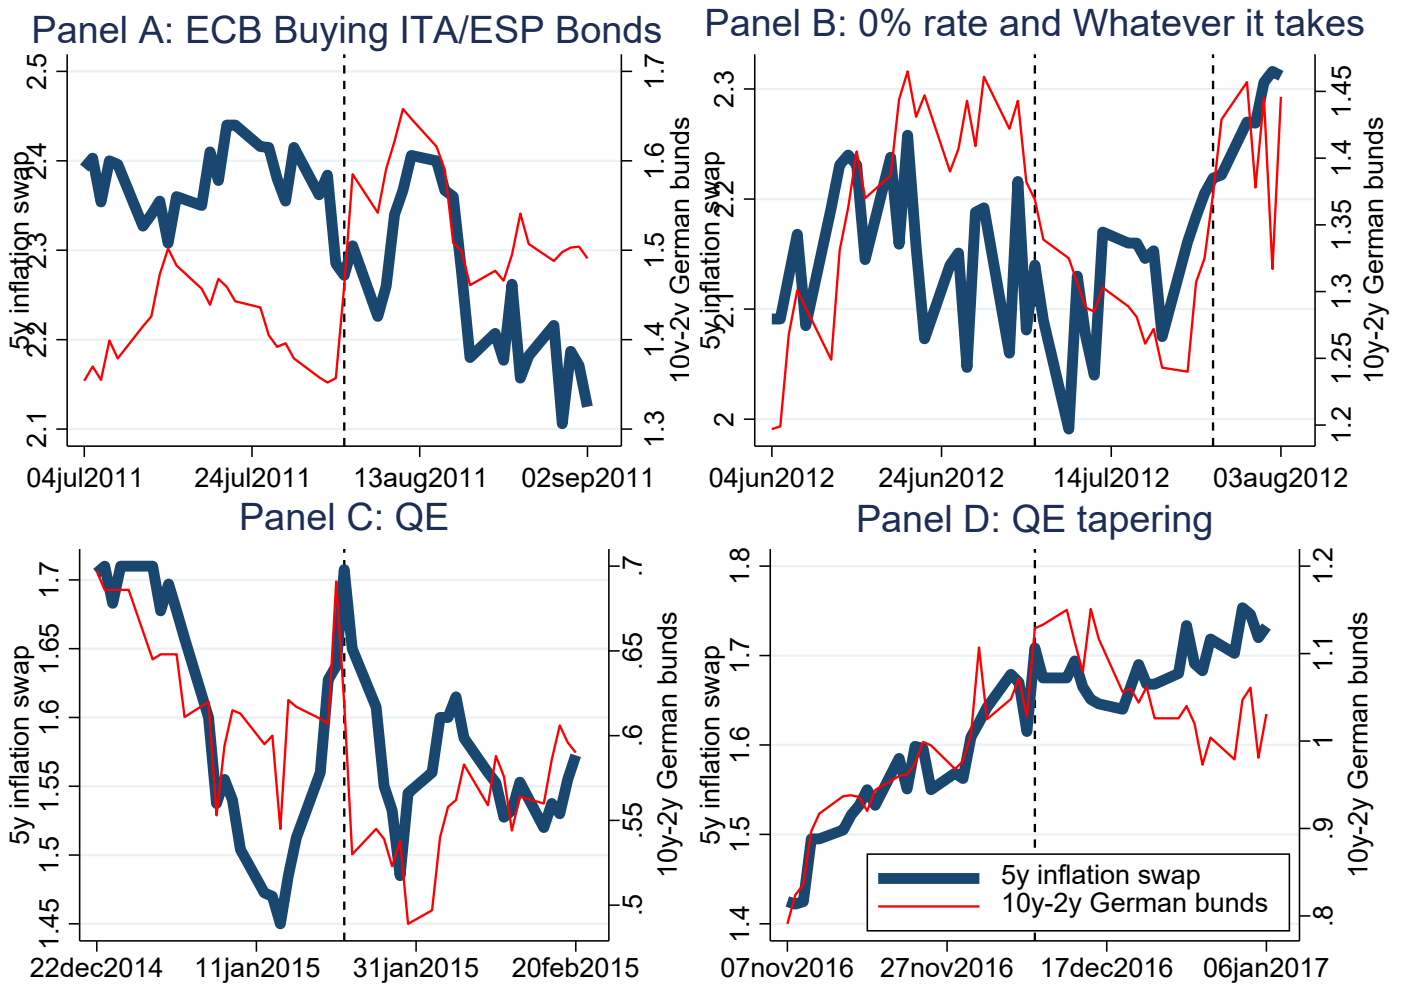 Panel A: ECB Buying ITA/ESP Bonds
5y inflation swap
2.5
2.4
2.3
2.2
2.1
10y-2y German bunds
1.7
1.6
1.5
1.4
1.3
04jul2011
24jul2011
13aug2011
02sep2011
Panel B: 0% rate and Whatever it takes
5y inflation swap
2.3
2.2
2.1
2
10y-2y German bunds
1.45
1.4
1.35
1.3
1.25
1.2
04jun2012
24jun2012
14jul2012
03aug2012
Panel C: QE
5y inflation swap
1.7
1.65
1.6
1.55
1.5
1.45
10y-2y German bunds
.7
.65
.6
.55
.5
22dec2014
11jan2015
31jan2015
20feb2015
Panel D: QE tapering
5y inflation swap
1.8
1.7
1.6
1.5
1.4
10y-2y German bunds
1.2
1.1
1
.9
.8
07nov2016
27nov2016
17dec2016
06jan2017
5y inflation swap
10y-2y German bunds